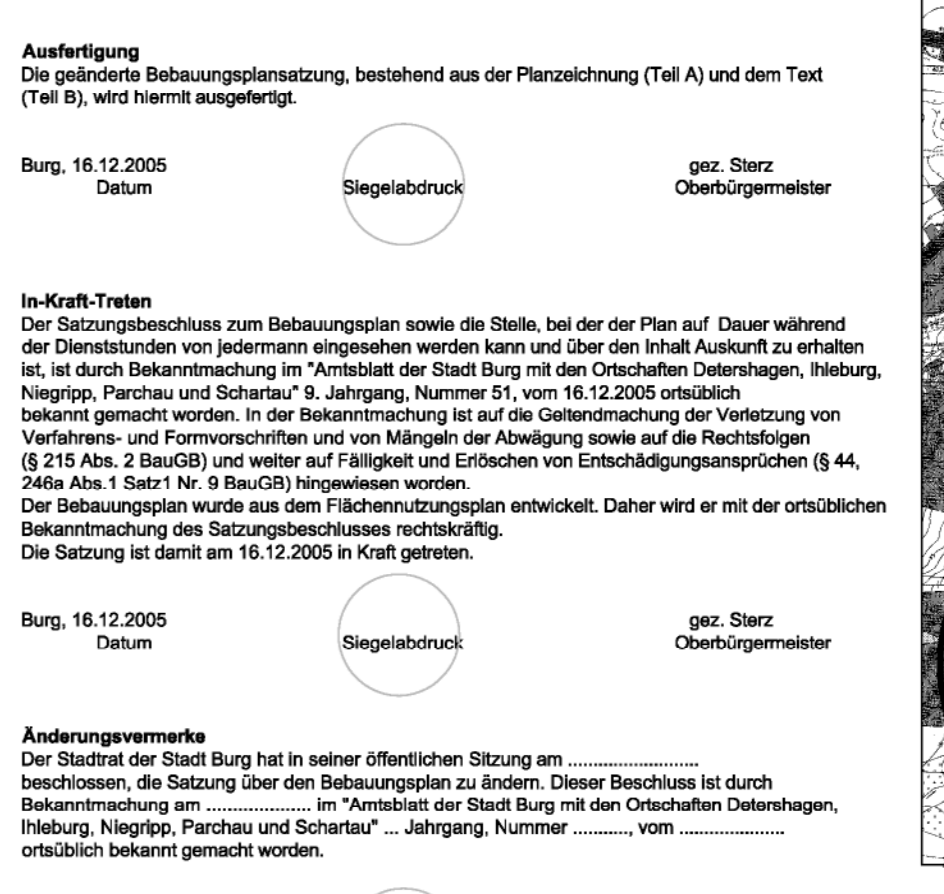 Ausfertigung
Die geänderte Bebauungsplansatzung, bestehend aus der Planzeichnung (Teil A) und dem Text
(Teil B), wird hiermit ausgefertigt.
Burg, 16.12.2005 gez. Sterz
Datum Siegelabdruck Oberbürgermeister
In-Kraft-Treten
Der Satzungsbeschluss zum Bebauungsplan sowie die Stelle, bei der der Plan auf Dauer während
der Dienststunden von jedermann eingesehen werden kann und über den Inhalt Auskunft zu erhalten
ist, ist durch Bekanntmachung im "Amtsblatt der Stadt Burg mit den Ortschaften Detershagen, Ihleburg,
Niegripp, Parchau und Schartau" 9. Jahrgang, Nummer 51, vom 16.12.2005 ortsüblich
bekannt gemacht worden. In der Bekanntmachung ist auf die Geltendmachung der Verletzung von
Verfahrens- und Formvorschriften und von Mängeln der Abwägung sowie auf die Rechtsfolgen
(§ 215 Abs. 2 BauGB) und weiter auf Fälligkeit und Erlöschen von Entschädigungsansprüchen (§ 44,
246a Abs.1 Satz1 Nr. 9 BauGB) hingewiesen worden.
Der Bebauungsplan wurde aus dem Flächennutzungsplan entwickelt. Daher wird er mit der ortsüblichen
Bekanntmachung des Satzungsbeschlusses rechtskräftig.
Die Satzung ist damit am 16.12.2005 in Kraft getreten.
Burg, 16.12.2005 gez. Sterz
Datum Siegelabdruck Oberbürgermeister
Änderungsvermerke
Der Stadtrat der Stadt Burg hat in seiner öffentlichen Sitzung am .........................
beschlossen, die Satzung über den Bebauungsplan zu ändern. Dieser Beschluss ist durch
Bekanntmachung am .................... im "Amtsblatt der Stadt Burg mit den Ortschaften Detershagen,
Ihleburg, Niegripp, Parchau und Schartau" ... Jahrgang, Nummer ..........., vom ....................
ortsüblich bekannt gemacht worden.